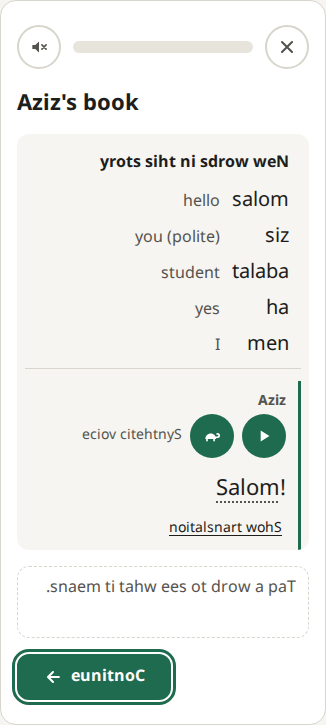 Aziz's book
yrots siht ni sdrow weN
hello salom
you (polite) siz
student talaba
yes ha
I men
zizA
eciov citehtnyS
Salom!
noitalsnart wohS
.snaem ti tahw ees ot drow a paT
eunitnoC